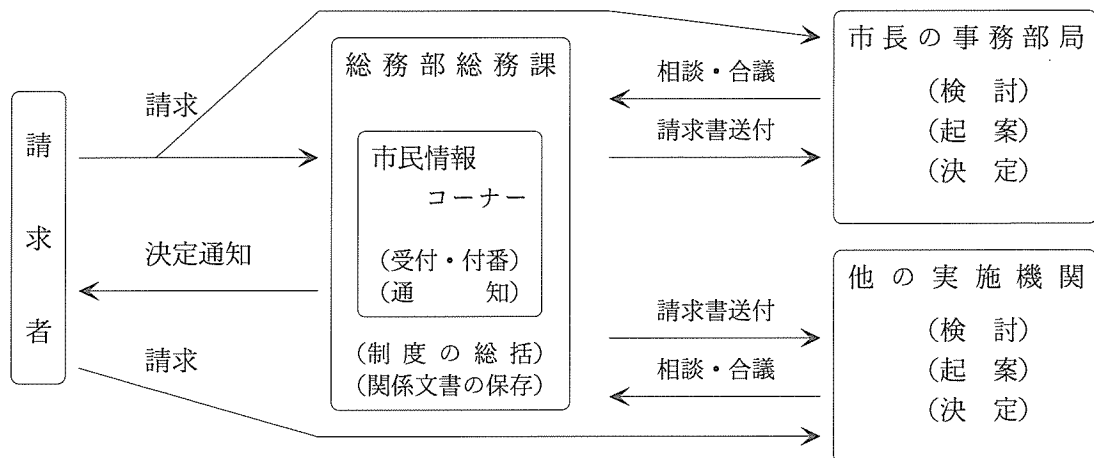 請求者
請求
決定通知
請求
総務部総務課
市民情報
コーナー
(受付・付番)
(通　　知)
(制度の総括)
(関係文書の保存)
相談・合議
請求書送付
請求書送付
相談・合議
市長の事務部局
(検　討)
(起　案)
(決　定)
他の実施機関
(検　討)
(起　案)
(決　定)